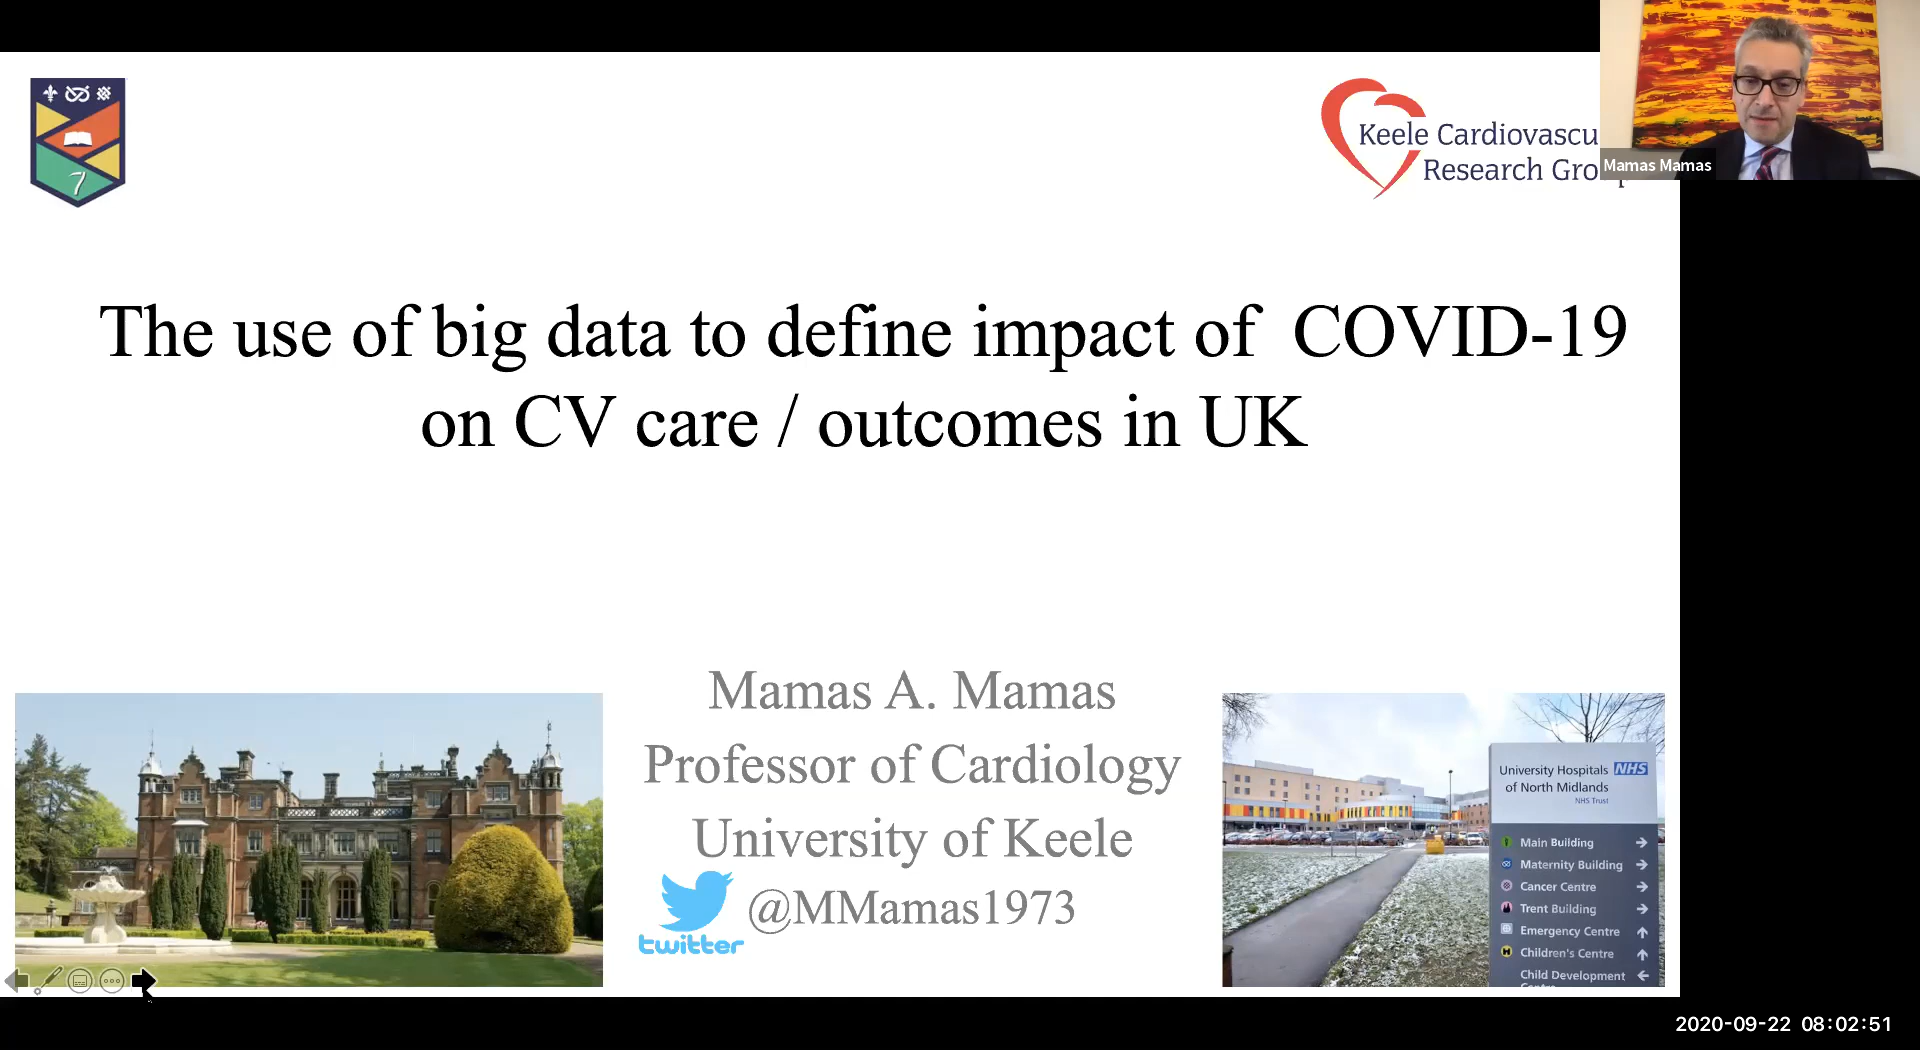 Keele Cardiovascu
Research Gro
Mamas Mamas
The use of big data to define impact of COVID-19
on CV care / outcomes in UK
Mamas A. Mamas
Professor of Cardiology
University of Keele
@MMamas1973
twitter
University Hospitals NHS
of North Midlands
NHS Trust
Main Building
Maternity Building
Cancer Centre
Trent Building
Emergency Centre
Children's Centre
Child Development
2020-09-22 08:02:51